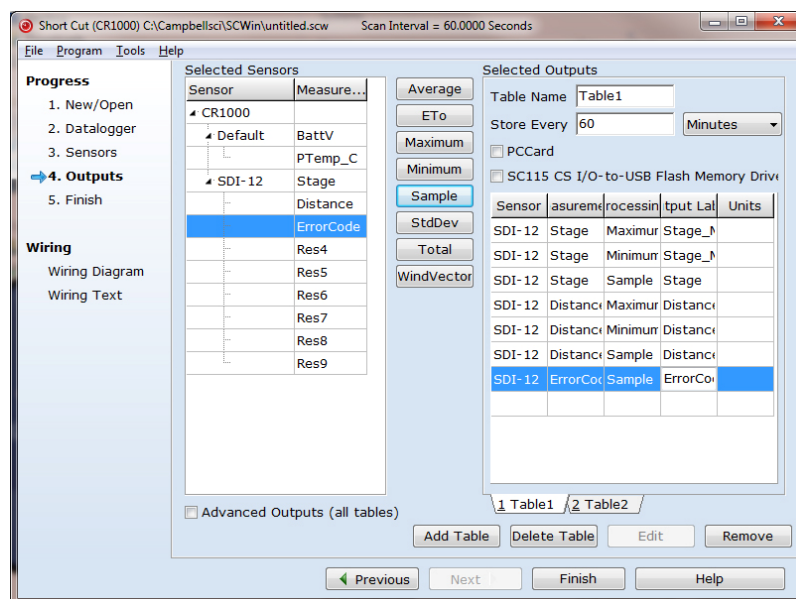 Short Cut (CR1000) C:\Campbellsci\SCWin\untitled.scw Scan Interval = 60.0000 Seconds
File Program Tools Help
Progress
1. New/Open
2. Datalogger
3. Sensors
4. Outputs
5. Finish
Wiring
Wiring Diagram
Wiring Text
Selected Sensors
Sensor Measure...
CR1000
Default BattV
PTemp_C
SDI-12 Stage
Distance
ErrorCode
Res4
Res5
Res6
Res7
Res8
Res9
Advanced Outputs (all tables)
Average
ETo
Maximum
Minimum
Sample
StdDev
Total
WindVector
Selected Outputs
Table Name Table1
Store Every 60 Minutes
PCCard
SC115 CS I/O-to-USB Flash Memory Drive
Sensor asureme rocessin tput Lab Units
SDI-12 Stage Maximum Stage_M
SDI-12 Stage Minimum Stage_M
SDI-12 Stage Sample Stage
SDI-12 Distance Maximum Distance
SDI-12 Distance Minimum Distance
SDI-12 Distance Sample Distance
SDI-12 ErrorCod Sample ErrorCo
1 Table1 2 Table2
Add Table Delete Table Edit Remove
Previous Next Finish Help